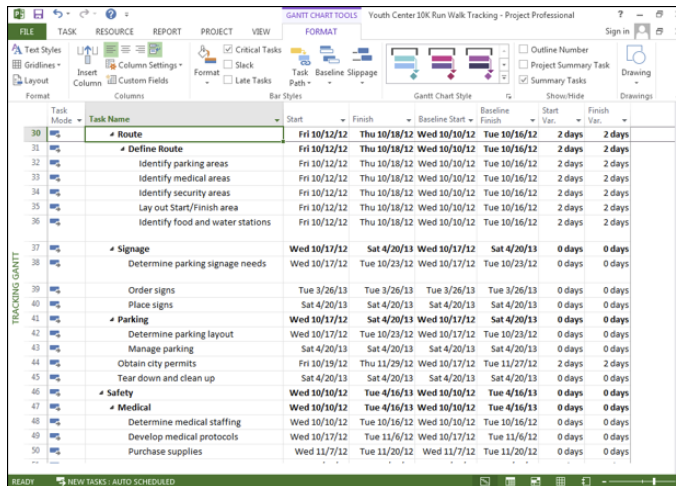 GANTT CHART TOOLS Youth Center 10K Run Walk Tracking - Project Professional
FILE TASK RESOURCE REPORT PROJECT VIEW FORMAT Sign in
Text Styles
Gridlines
Layout
Format
Insert Column
Column Settings
Custom Fields
Columns
Format
Critical Tasks
Slack
Late Tasks
Task Path
Baseline
Slippage
Bar Styles
Gantt Chart Style
Outline Number
Project Summary Task
Summary Tasks
Show/Hide
Drawing
Drawings
Task Mode Task Name Start Finish Baseline Start Baseline Finish Start Var. Finish Var.
30 Route Fri 10/12/12 Thu 10/18/12 Wed 10/10/12 Tue 10/16/12 2 days 2 days
31 Define Route Fri 10/12/12 Thu 10/18/12 Wed 10/10/12 Tue 10/16/12 2 days 2 days
32 Identify parking areas Fri 10/12/12 Thu 10/18/12 Wed 10/10/12 Tue 10/16/12 2 days 2 days
33 Identify medical areas Fri 10/12/12 Thu 10/18/12 Wed 10/10/12 Tue 10/16/12 2 days 2 days
34 Identify security areas Fri 10/12/12 Thu 10/18/12 Wed 10/10/12 Tue 10/16/12 2 days 2 days
35 Lay out Start/Finish area Fri 10/12/12 Thu 10/18/12 Wed 10/10/12 Tue 10/16/12 2 days 2 days
36 Identify food and water stations Fri 10/12/12 Thu 10/18/12 Wed 10/10/12 Tue 10/16/12 2 days 2 days
37 Signage Wed 10/17/12 Sat 4/20/13 Wed 10/17/12 Sat 4/20/13 0 days 0 days
38 Determine parking signage needs Wed 10/17/12 Tue 10/23/12 Wed 10/17/12 Tue 10/23/12 0 days 0 days
39 Order signs Tue 3/26/13 Tue 3/26/13 Tue 3/26/13 Tue 3/26/13 0 days 0 days
40 Place signs Sat 4/20/13 Sat 4/20/13 Sat 4/20/13 Sat 4/20/13 0 days 0 days
41 Parking Wed 10/17/12 Sat 4/20/13 Wed 10/17/12 Sat 4/20/13 0 days 0 days
42 Determine parking layout Wed 10/17/12 Tue 10/23/12 Wed 10/17/12 Tue 10/23/12 0 days 0 days
43 Manage parking Sat 4/20/13 Sat 4/20/13 Sat 4/20/13 Sat 4/20/13 0 days 0 days
44 Obtain city permits Fri 10/19/12 Thu 11/29/12 Wed 10/17/12 Tue 11/27/12 2 days 2 days
45 Tear down and clean up Sat 4/20/13 Sat 4/20/13 Sat 4/20/13 Sat 4/20/13 0 days 0 days
46 Safety Wed 10/10/12 Tue 4/16/13 Wed 10/10/12 Tue 4/16/13 0 days 0 days
47 Medical Wed 10/10/12 Tue 4/16/13 Wed 10/10/12 Tue 4/16/13 0 days 0 days
48 Determine medical staffing Wed 10/10/12 Tue 10/16/12 Wed 10/10/12 Tue 10/16/12 0 days 0 days
49 Develop medical protocols Wed 10/17/12 Tue 11/6/12 Wed 10/17/12 Tue 11/6/12 0 days 0 days
50 Purchase supplies Wed 11/7/12 Tue 11/20/12 Wed 11/7/12 Tue 11/20/12 0 days 0 days
TRACKING GANTT
READY NEW TASKS : AUTO SCHEDULED